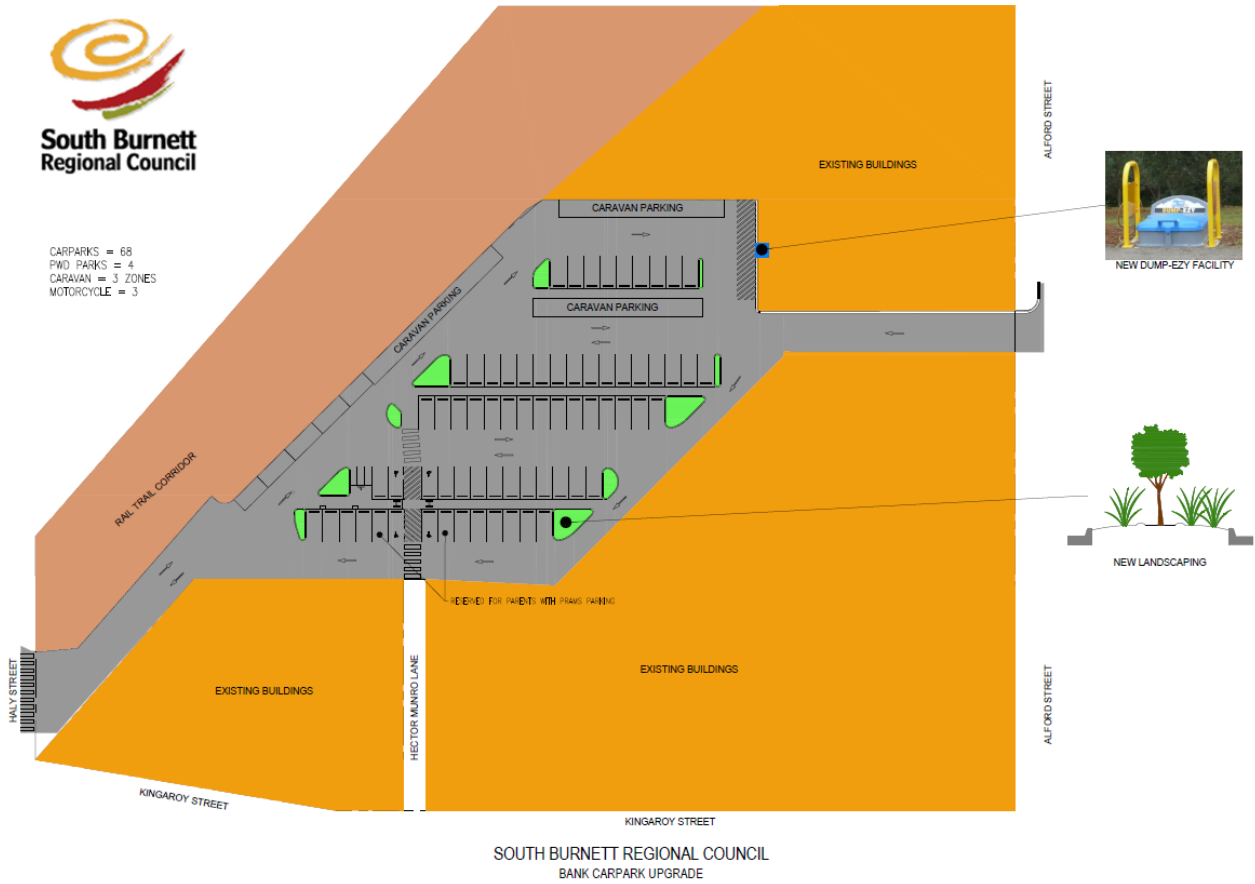 South Burnett
Regional Council
CARPARKS = 68
PWD PARKS = 4
CARAVAN = 3 ZONES
MOTORCYCLE = 3
EXISTING BUILDINGS
ALFORD STREET
CARAVAN PARKING
DUMP-EZY
NEW DUMP-EZY FACILITY
CARAVAN PARKING
CARAVAN PARKING
RAIL TRAIL CORRIDOR
NEW LANDSCAPING
RESERVED FOR PARENTS WITH PRAMS PARKING
HALY STREET
EXISTING BUILDINGS
HECTOR MUNRO LANE
EXISTING BUILDINGS
ALFORD STREET
KINGAROY STREET
KINGAROY STREET
SOUTH BURNETT REGIONAL COUNCIL
BANK CARPARK UPGRADE